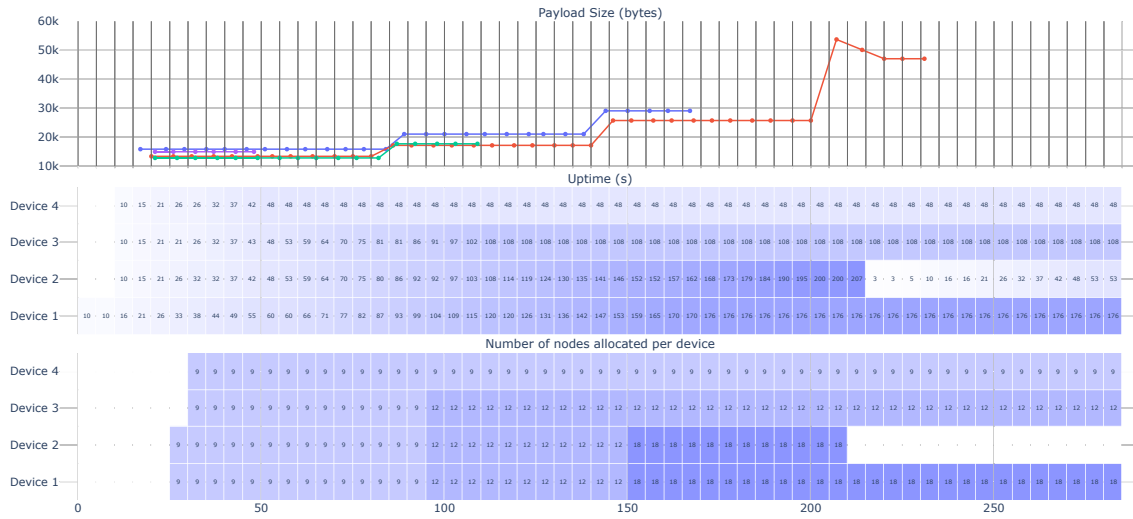 Payload Size (bytes)
60k
50k
40k
30k
20k
10k
Uptime (s)
Device 4 10 15 21 26 26 32 37 42 48 48 48 48 48 48 48 48 48 48 48 48 48 48 48 48 48 48 48 48 48 48 48 48 48 48 48 48 48 48 48 48 48 48 48 48 48 48 48 48 48 48 48 48 48 48 48
Device 3 10 15 21 21 26 32 37 43 48 53 59 64 70 75 81 81 86 91 97 102 108 108 108 108 108 108 108 108 108 108 108 108 108 108 108 108 108 108 108 108 108 108 108 108 108 108 108 108 108 108 108 108 108 108 108
Device 2 10 15 21 26 32 32 37 42 48 53 59 64 70 75 80 86 92 92 97 103 108 114 119 124 130 135 141 146 152 152 157 162 168 173 179 184 190 195 200 200 207 3 3 5 10 16 16 21 26 32 37 42 48 53 53
Device 1 10 10 16 21 26 33 38 44 49 55 60 60 66 71 77 82 87 93 99 104 109 115 120 120 126 131 136 142 147 153 159 165 170 170 176 176 176 176 176 176 176 176 176 176 176 176 176 176 176 176 176 176 176 176 176 176 176
Number of nodes allocated per device
Device 4 9 9 9 9 9 9 9 9 9 9 9 9 9 9 9 9 9 9 9 9 9 9 9 9 9 9 9 9 9 9 9 9 9 9 9 9 9 9 9 9 9 9 9 9 9 9 9 9 9 9 9
Device 3 9 9 9 9 9 9 9 9 9 9 9 9 9 12 12 12 12 12 12 12 12 12 12 12 12 12 12 12 12 12 12 12 12 12 12 12 12 12 12 12 12 12 12 12 12 12 12 12 12 12 12
Device 2 9 9 9 9 9 9 9 9 9 9 9 9 9 9 12 12 12 12 12 12 12 12 12 12 12 18 18 18 18 18 18 18 18 18 18 18 18
Device 1 9 9 9 9 9 9 9 9 9 9 9 9 9 9 12 12 12 12 12 12 12 12 12 12 12 18 18 18 18 18 18 18 18 18 18 18 18 18 18 18 18 18 18 18 18 18 18 18 18 18 18 18
0 50 100 150 200 250